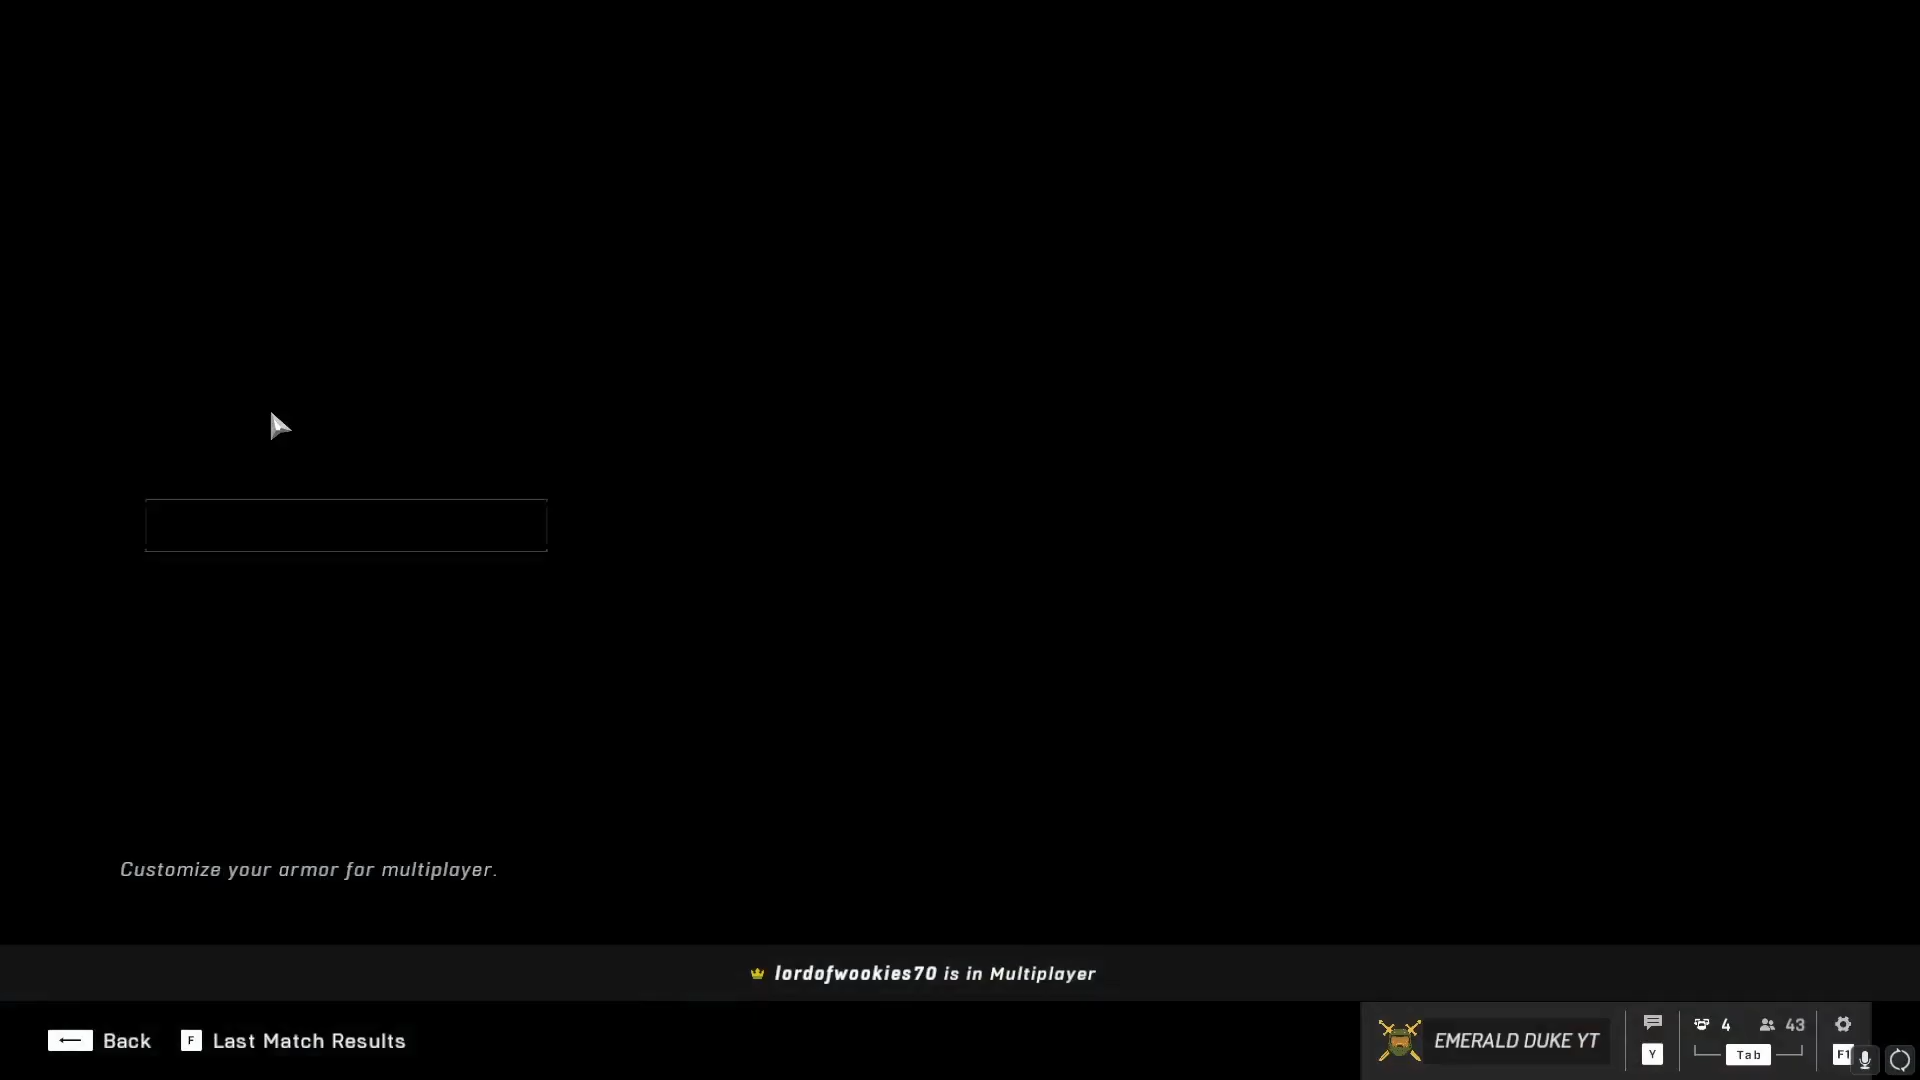 Customize your armor for multiplayer.
lordofwookies70 is in Multiplayer
Back F Last Match Results
EMERALD DUKE YT
4 43
Y Tab F1